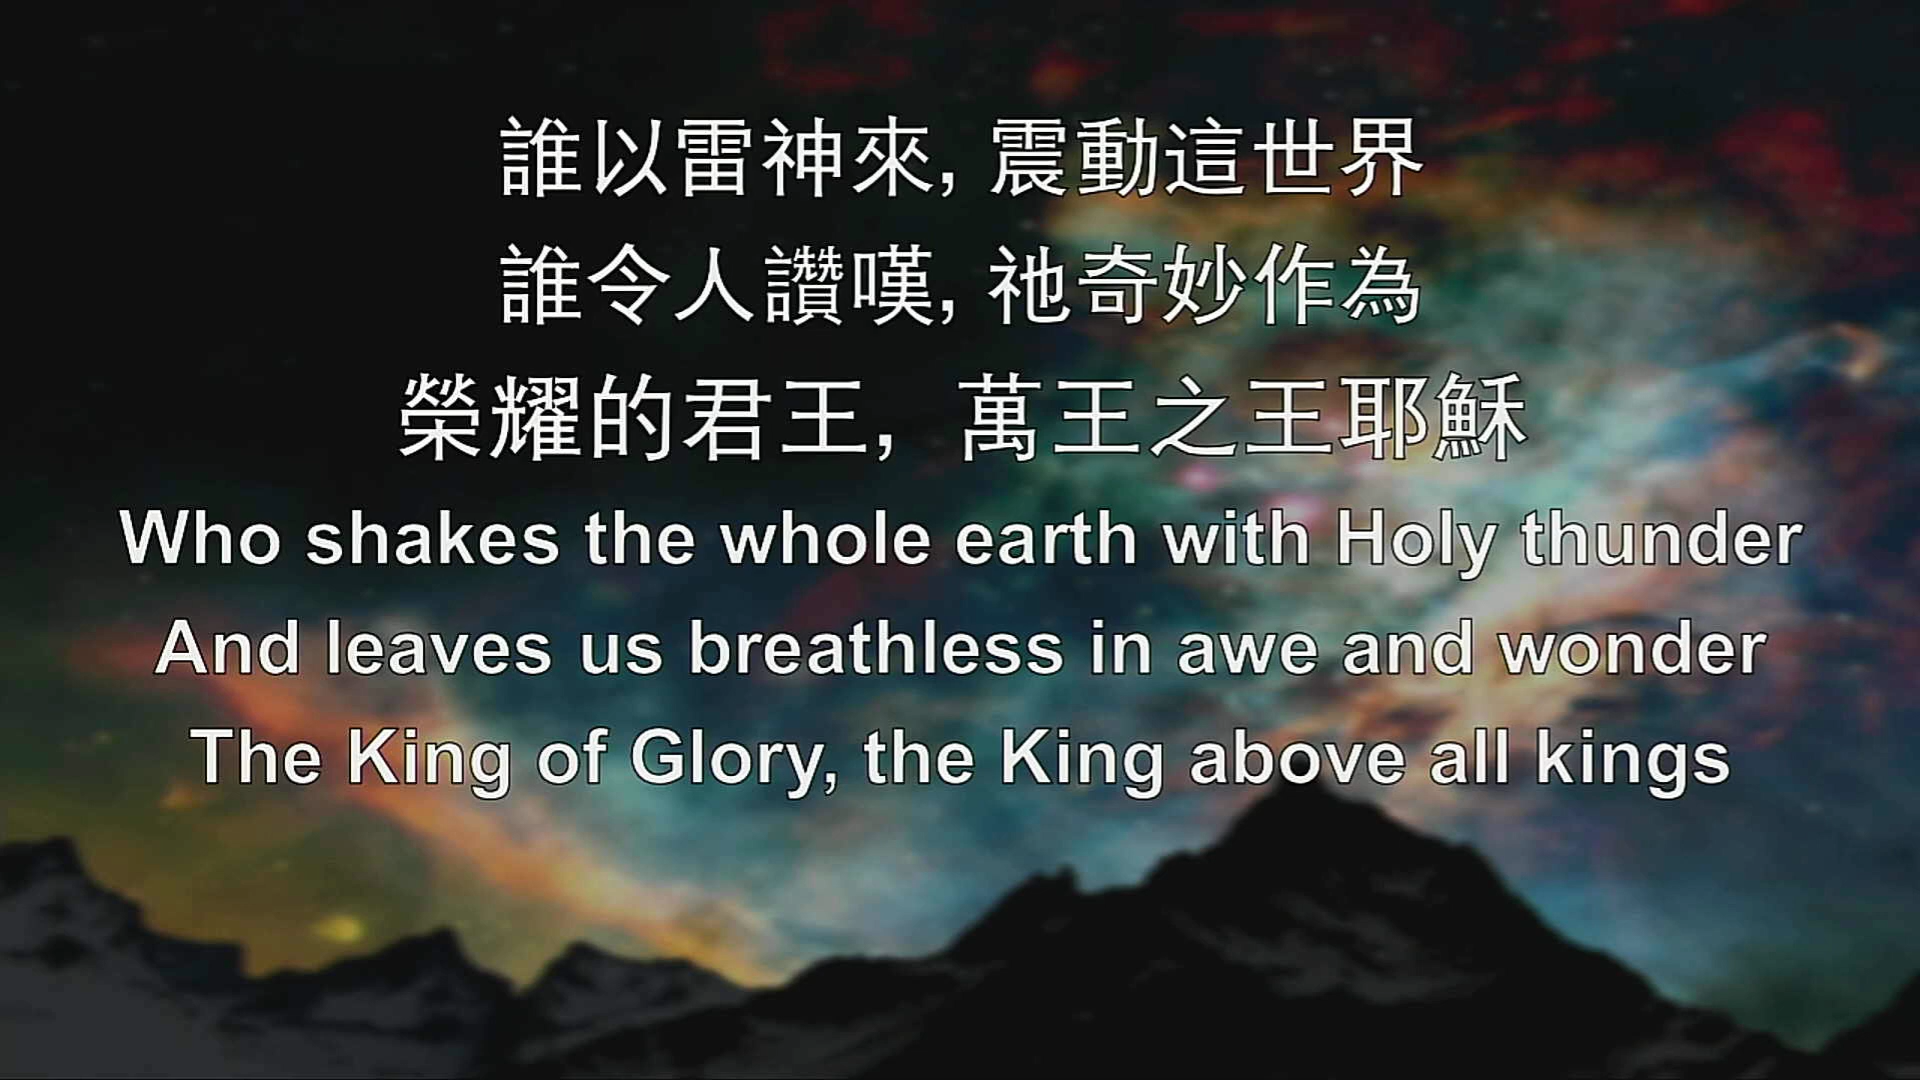 誰以雷神來, 震動這世界
誰令人讚嘆, 祂奇妙作為
榮耀的君王, 萬王之王耶穌
Who shakes the whole earth with Holy thunder
And leaves us breathless in awe and wonder
The King of Glory, the King above all kings